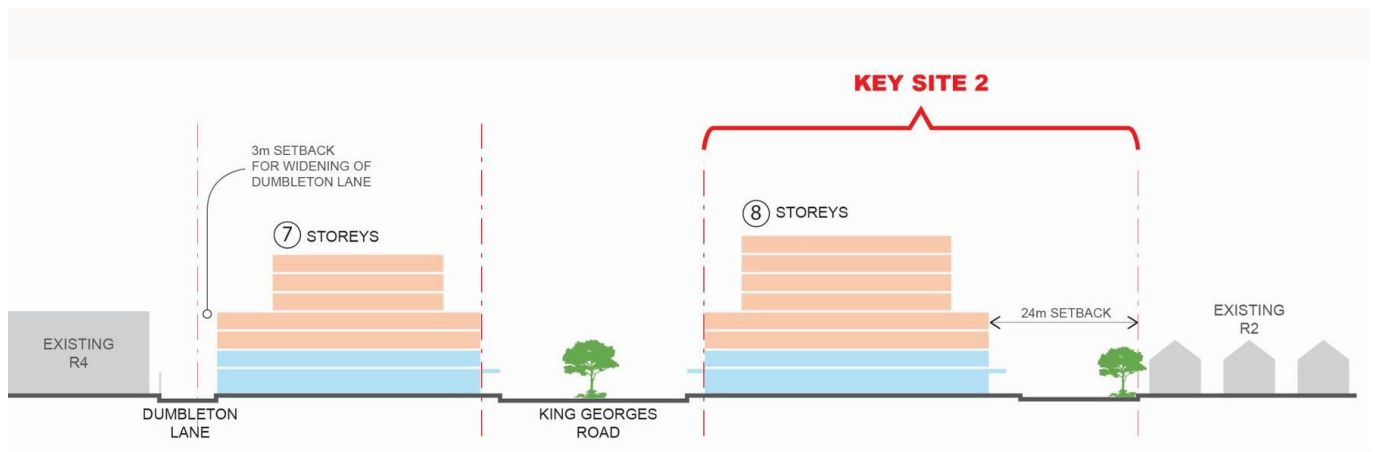 KEY SITE 2
3m SETBACK
FOR WIDENING OF
DUMBLETON LANE
7 STOREYS
8 STOREYS
24m SETBACK
EXISTING
R2
EXISTING
R4
DUMBLETON
LANE
KING GEORGES
ROAD